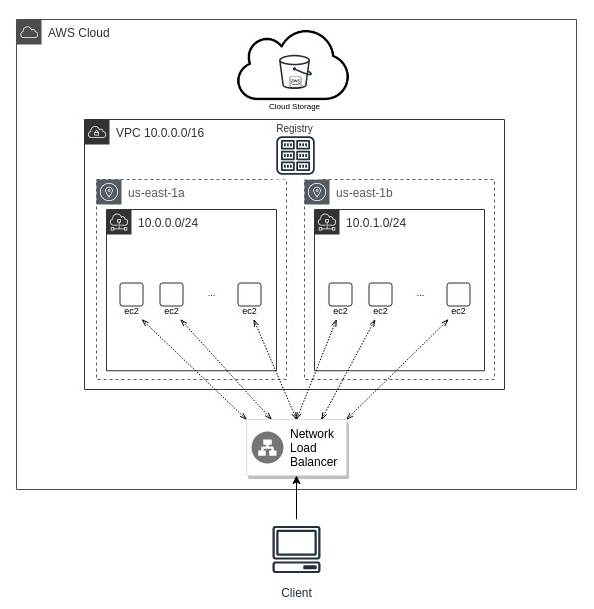 AWS Cloud
AWS
Cloud Storage
VPC 10.0.0.0/16
Registry
us-east-1a
us-east-1b
10.0.0.0/24
10.0.1.0/24
...
...
ec2
ec2
ec2
ec2
ec2
ec2
Network
Load
Balancer
Client